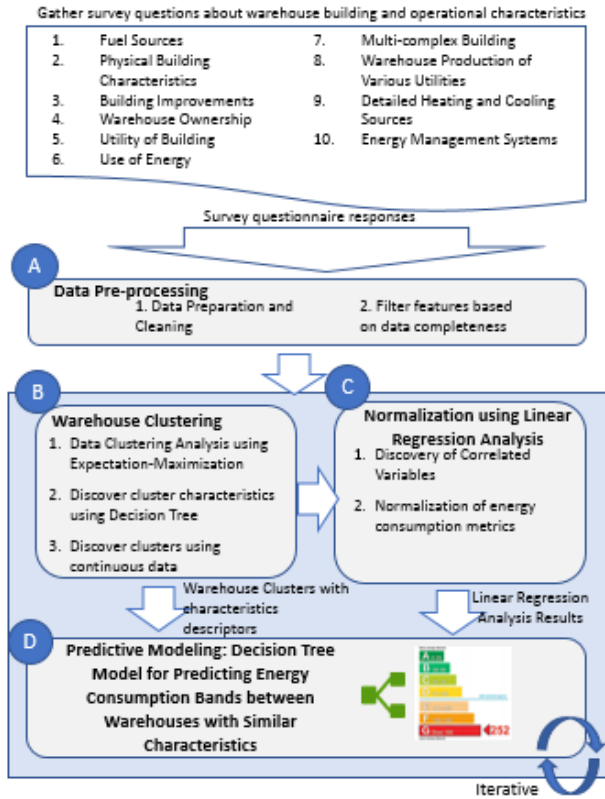 Gather survey questions about warehouse building and operational characteristics
1. Fuel Sources
2. Physical Building
Characteristics
3. Building Improvements
4. Warehouse Ownership
5. Utility of Building
6. Use of Energy
7. Multi-complex Building
8. Warehouse Production of
Various Utilities
9. Detailed Heating and Cooling
Sources
10. Energy Management Systems
Survey questionnaire responses
A
Data Pre-processing
1. Data Preparation and
Cleaning
2. Filter features based
on data completeness
B
Warehouse Clustering
1. Data Clustering Analysis using
Expectation-Maximization
2. Discover cluster characteristics
using Decision Tree
3. Discover clusters using
continuous data
C
Normalization using Linear
Regression Analysis
1. Discovery of Correlated
Variables
2. Normalization of energy
consumption metrics
Warehouse Clusters with
characteristics
descriptors
Linear Regression
Analysis Results
D
Predictive Modeling: Decision Tree
Model for Predicting Energy
Consumption Bands between
Warehouses with Similar
Characteristics
A
B
C
D
E
F
G
252
Iterative